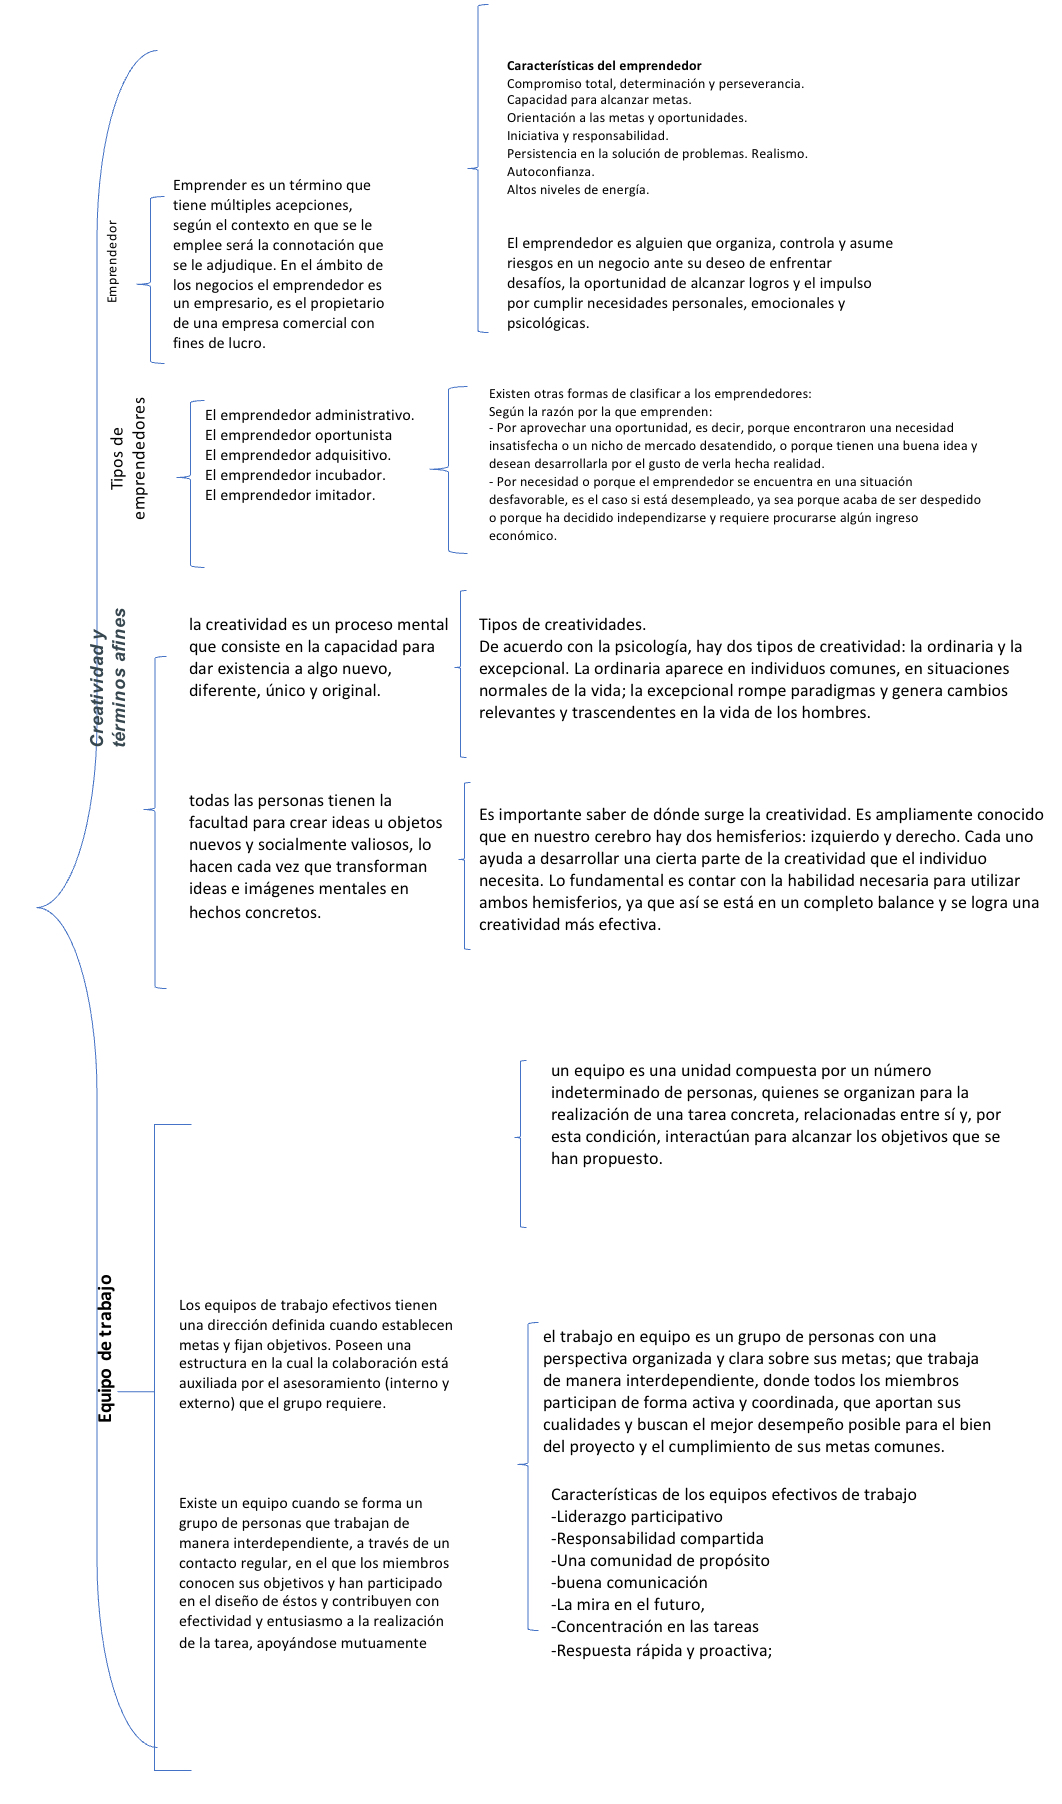 Emprendedor
Emprender es un término que
tiene múltiples acepciones,
según el contexto en que se le
emplee será la connotación que
se le adjudique. En el ámbito de
los negocios el emprendedor es
un empresario, es el propietario
de una empresa comercial con
fines de lucro.
Características del emprendedor
Compromiso total, determinación y perseverancia.
Capacidad para alcanzar metas.
Orientación a las metas y oportunidades.
Iniciativa y responsabilidad.
Persistencia en la solución de problemas. Realismo.
Autoconfianza.
Altos niveles de energía.
El emprendedor es alguien que organiza, controla y asume
riesgos en un negocio ante su deseo de enfrentar
desafíos, la oportunidad de alcanzar logros y el impulso
por cumplir necesidades personales, emocionales y
psicológicas.
Tipos de
emprendedores
El emprendedor administrativo.
El emprendedor oportunista
El emprendedor adquisitivo.
El emprendedor incubador.
El emprendedor imitador.
Existen otras formas de clasificar a los emprendedores:
Según la razón por la que emprenden:
- Por aprovechar una oportunidad, es decir, porque encontraron una necesidad
insatisfecha o un nicho de mercado desatendido, o porque tienen una buena idea y
desean desarrollarla por el gusto de verla hecha realidad.
- Por necesidad o porque el emprendedor se encuentra en una situación
desfavorable, es el caso si está desempleado, ya sea porque acaba de ser despedido
o porque ha decidido independizarse y requiere procurarse algún ingreso
económico.
Creatividad y
términos afines
la creatividad es un proceso mental
que consiste en la capacidad para
dar existencia a algo nuevo,
diferente, único y original.
Tipos de creatividades.
De acuerdo con la psicología, hay dos tipos de creatividad: la ordinaria y la
excepcional. La ordinaria aparece en individuos comunes, en situaciones
normales de la vida; la excepcional rompe paradigmas y genera cambios
relevantes y trascendentes en la vida de los hombres.
todas las personas tienen la
facultad para crear ideas u objetos
nuevos y socialmente valiosos, lo
hacen cada vez que transforman
ideas e imágenes mentales en
hechos concretos.
Es importante saber de dónde surge la creatividad. Es ampliamente conocido
que en nuestro cerebro hay dos hemisferios: izquierdo y derecho. Cada uno
ayuda a desarrollar una cierta parte de la creatividad que el individuo
necesita. Lo fundamental es contar con la habilidad necesaria para utilizar
ambos hemisferios, ya que así se está en un completo balance y se logra una
creatividad más efectiva.
Equipo de trabajo
un equipo es una unidad compuesta por un número
indeterminado de personas, quienes se organizan para la
realización de una tarea concreta, relacionadas entre sí y, por
esta condición, interactúan para alcanzar los objetivos que se
han propuesto.
Los equipos de trabajo efectivos tienen
una dirección definida cuando establecen
metas y fijan objetivos. Poseen una
estructura en la cual la colaboración está
auxiliada por el asesoramiento (interno y
externo) que el grupo requiere.
el trabajo en equipo es un grupo de personas con una
perspectiva organizada y clara sobre sus metas; que trabaja
de manera interdependiente, donde todos los miembros
participan de forma activa y coordinada, que aportan sus
cualidades y buscan el mejor desempeño posible para el bien
del proyecto y el cumplimiento de sus metas comunes.
Existe un equipo cuando se forma un
grupo de personas que trabajan de
manera interdependiente, a través de un
contacto regular, en el que los miembros
conocen sus objetivos y han participado
en el diseño de éstos y contribuyen con
efectividad y entusiasmo a la realización
de la tarea, apoyándose mutuamente
Características de los equipos efectivos de trabajo
-Liderazgo participativo
-Responsabilidad compartida
-Una comunidad de propósito
-buena comunicación
-La mira en el futuro,
-Concentración en las tareas
-Respuesta rápida y proactiva;